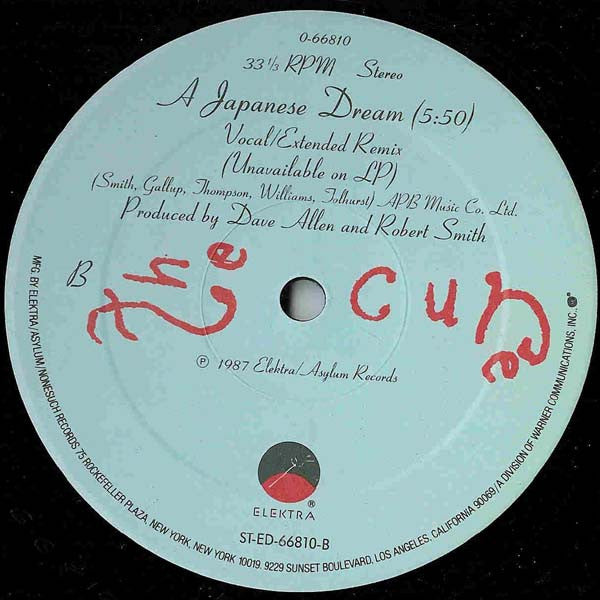 0-66810
33 1/3 RPM Stereo
A Japanese Dream (5:50)
Vocal/Extended Remix
(Unavailable on LP)
(Smith, Gallup, Thompson, Williams, Tolhurst) APB Music Co. Ltd.
Produced by Dave Allen and Robert Smith
B
The Cure
℗ 1987 Elektra/Asylum Records
ELEKTRA®
ST-ED-66810-B
MFG. BY ELEKTRA/ASYLUM/NONESUCH RECORDS 75 ROCKEFELLER PLAZA, NEW YORK, NEW YORK 10019. 9229 SUNSET BOULEVARD, LOS ANGELES, CALIFORNIA 90069/A DIVISION OF WARNER COMMUNICATIONS, INC.